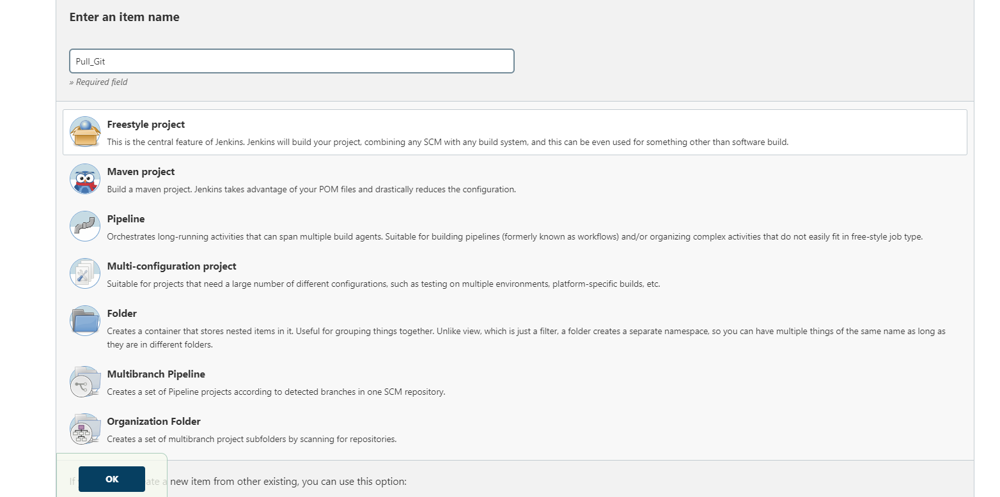 Enter an item name
Pull_Git
» Required field
Freestyle project
This is the central feature of Jenkins. Jenkins will build your project, combining any SCM with any build system, and this can be even used for something other than software build.
Maven project
Build a maven project. Jenkins takes advantage of your POM files and drastically reduces the configuration.
Pipeline
Orchestrates long-running activities that can span multiple build agents. Suitable for building pipelines (formerly known as workflows) and/or organizing complex activities that do not easily fit in free-style job type.
Multi-configuration project
Suitable for projects that need a large number of different configurations, such as testing on multiple environments, platform-specific builds, etc.
Folder
Creates a container that stores nested items in it. Useful for grouping things together. Unlike view, which is just a filter, a folder creates a separate namespace, so you can have multiple things of the same name as long as
they are in different folders.
Multibranch Pipeline
Creates a set of Pipeline projects according to detected branches in one SCM repository.
Organization Folder
Creates a set of multibranch project subfolders by scanning for repositories.
OK
If a new item from other existing, you can use this option: